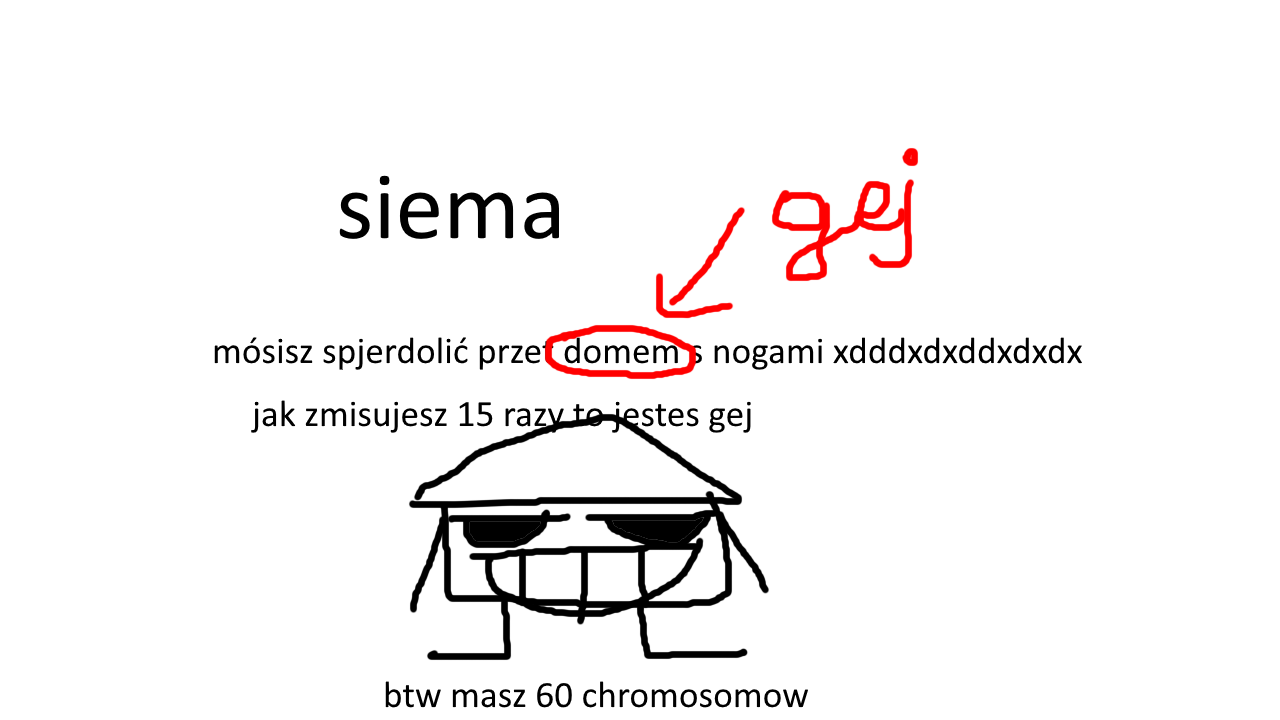 siema
gej
mósisz spjerdolić przet domem s nogami xdddxdxddxdxdx
jak zmisujesz 15 razy to jestes gej
btw masz 60 chromosomow